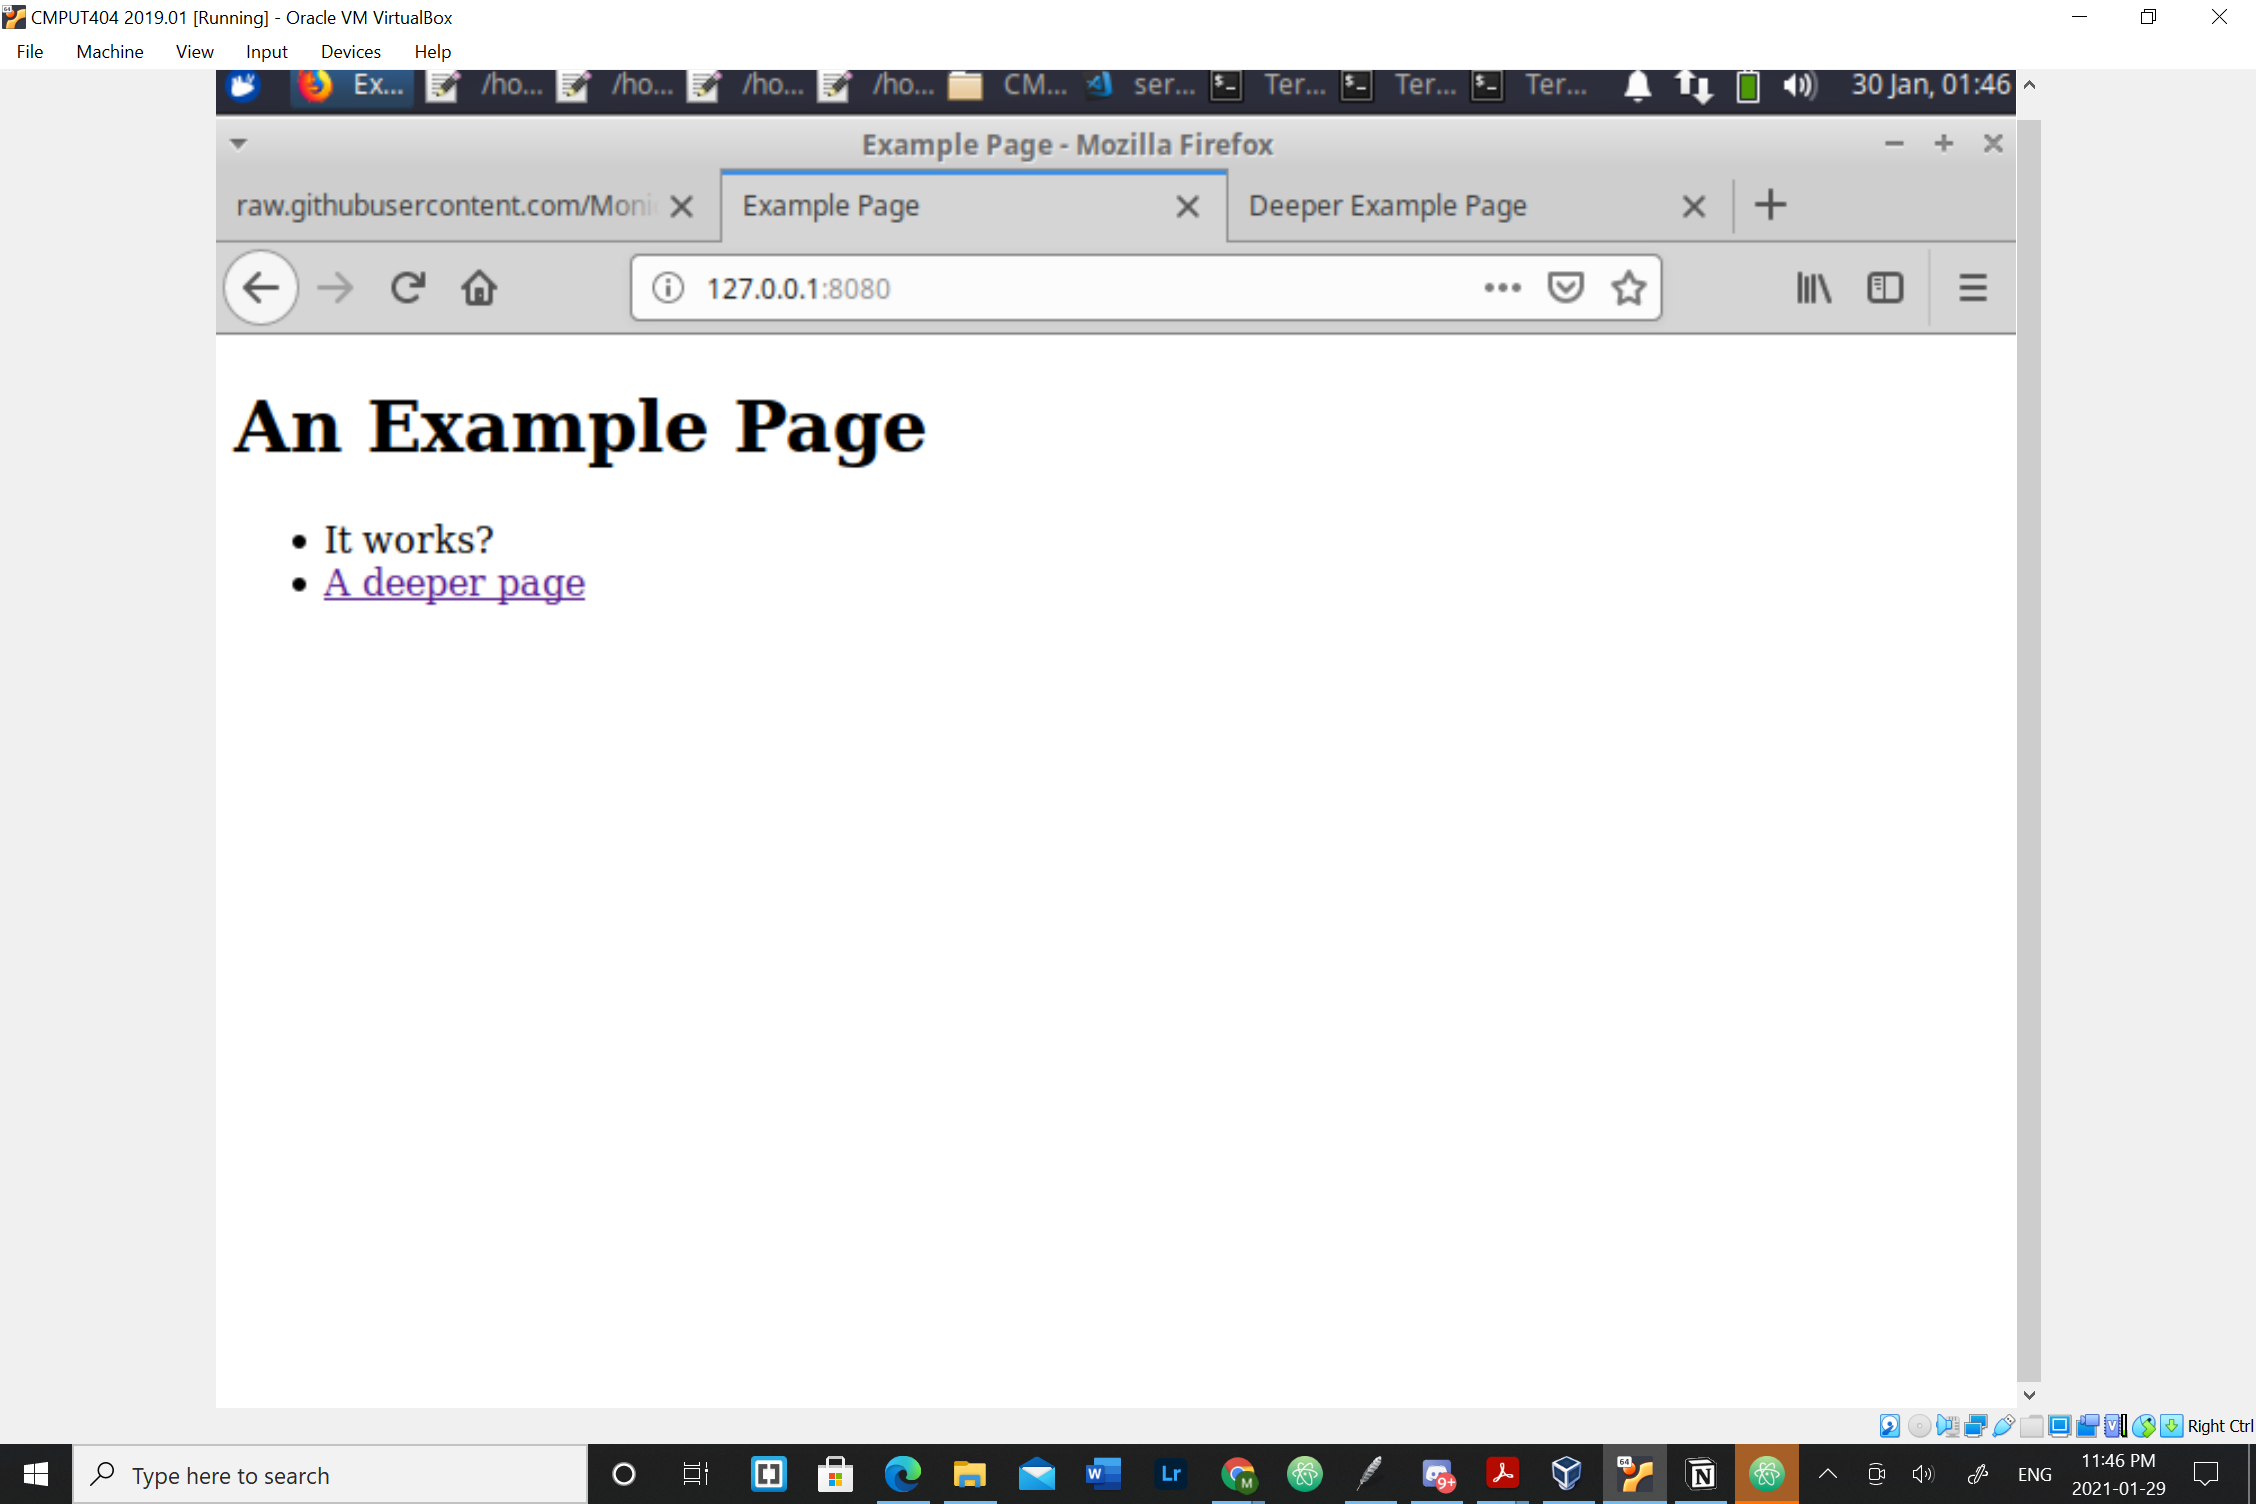 CMPUT404 2019.01 [Running] - Oracle VM VirtualBox
File Machine View Input Devices Help
Ex... /ho... /ho... /ho... /ho... CM... ser... Ter... Ter... Ter... 30 Jan, 01:46
Example Page - Mozilla Firefox
raw.githubusercontent.com/Moni Example Page Deeper Example Page
127.0.0.1:8080
An Example Page
• It works?
• A deeper page
Right Ctrl
Type here to search
Lr
M
9+
64
ENG
11:46 PM
2021-01-29